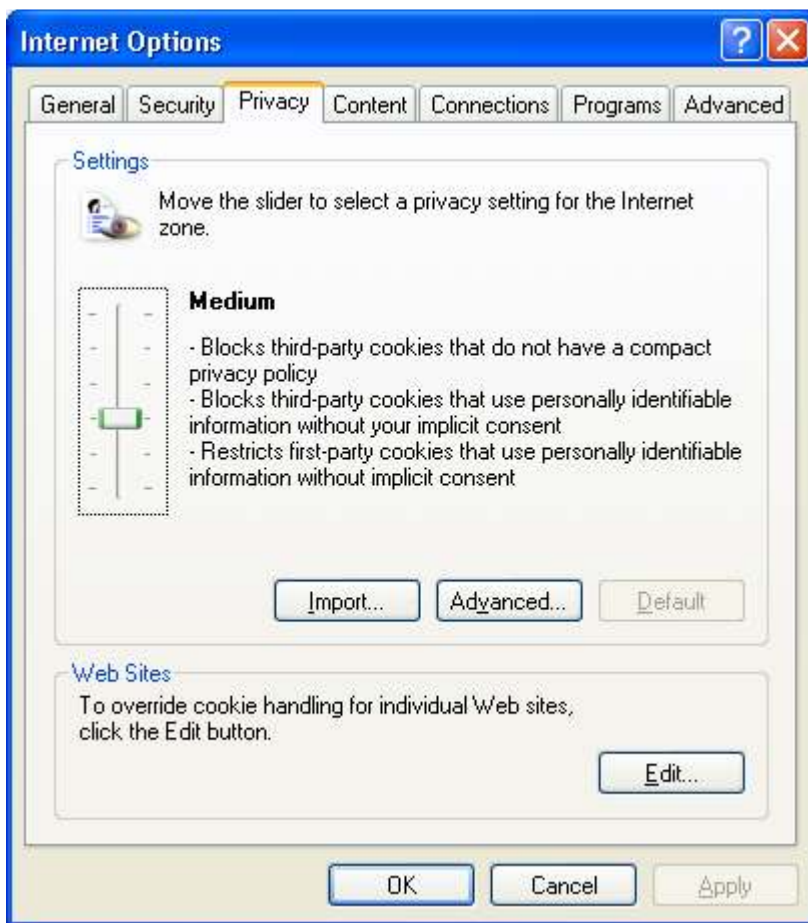 Internet Options
General Security Privacy Content Connections Programs Advanced
Settings
Move the slider to select a privacy setting for the Internet
zone.
Medium
- Blocks third-party cookies that do not have a compact
privacy policy
- Blocks third-party cookies that use personally identifiable
information without your implicit consent
- Restricts first-party cookies that use personally identifiable
information without implicit consent
Import... Advanced... Default
Web Sites
To override cookie handling for individual Web sites,
click the Edit button.
Edit...
OK Cancel Apply